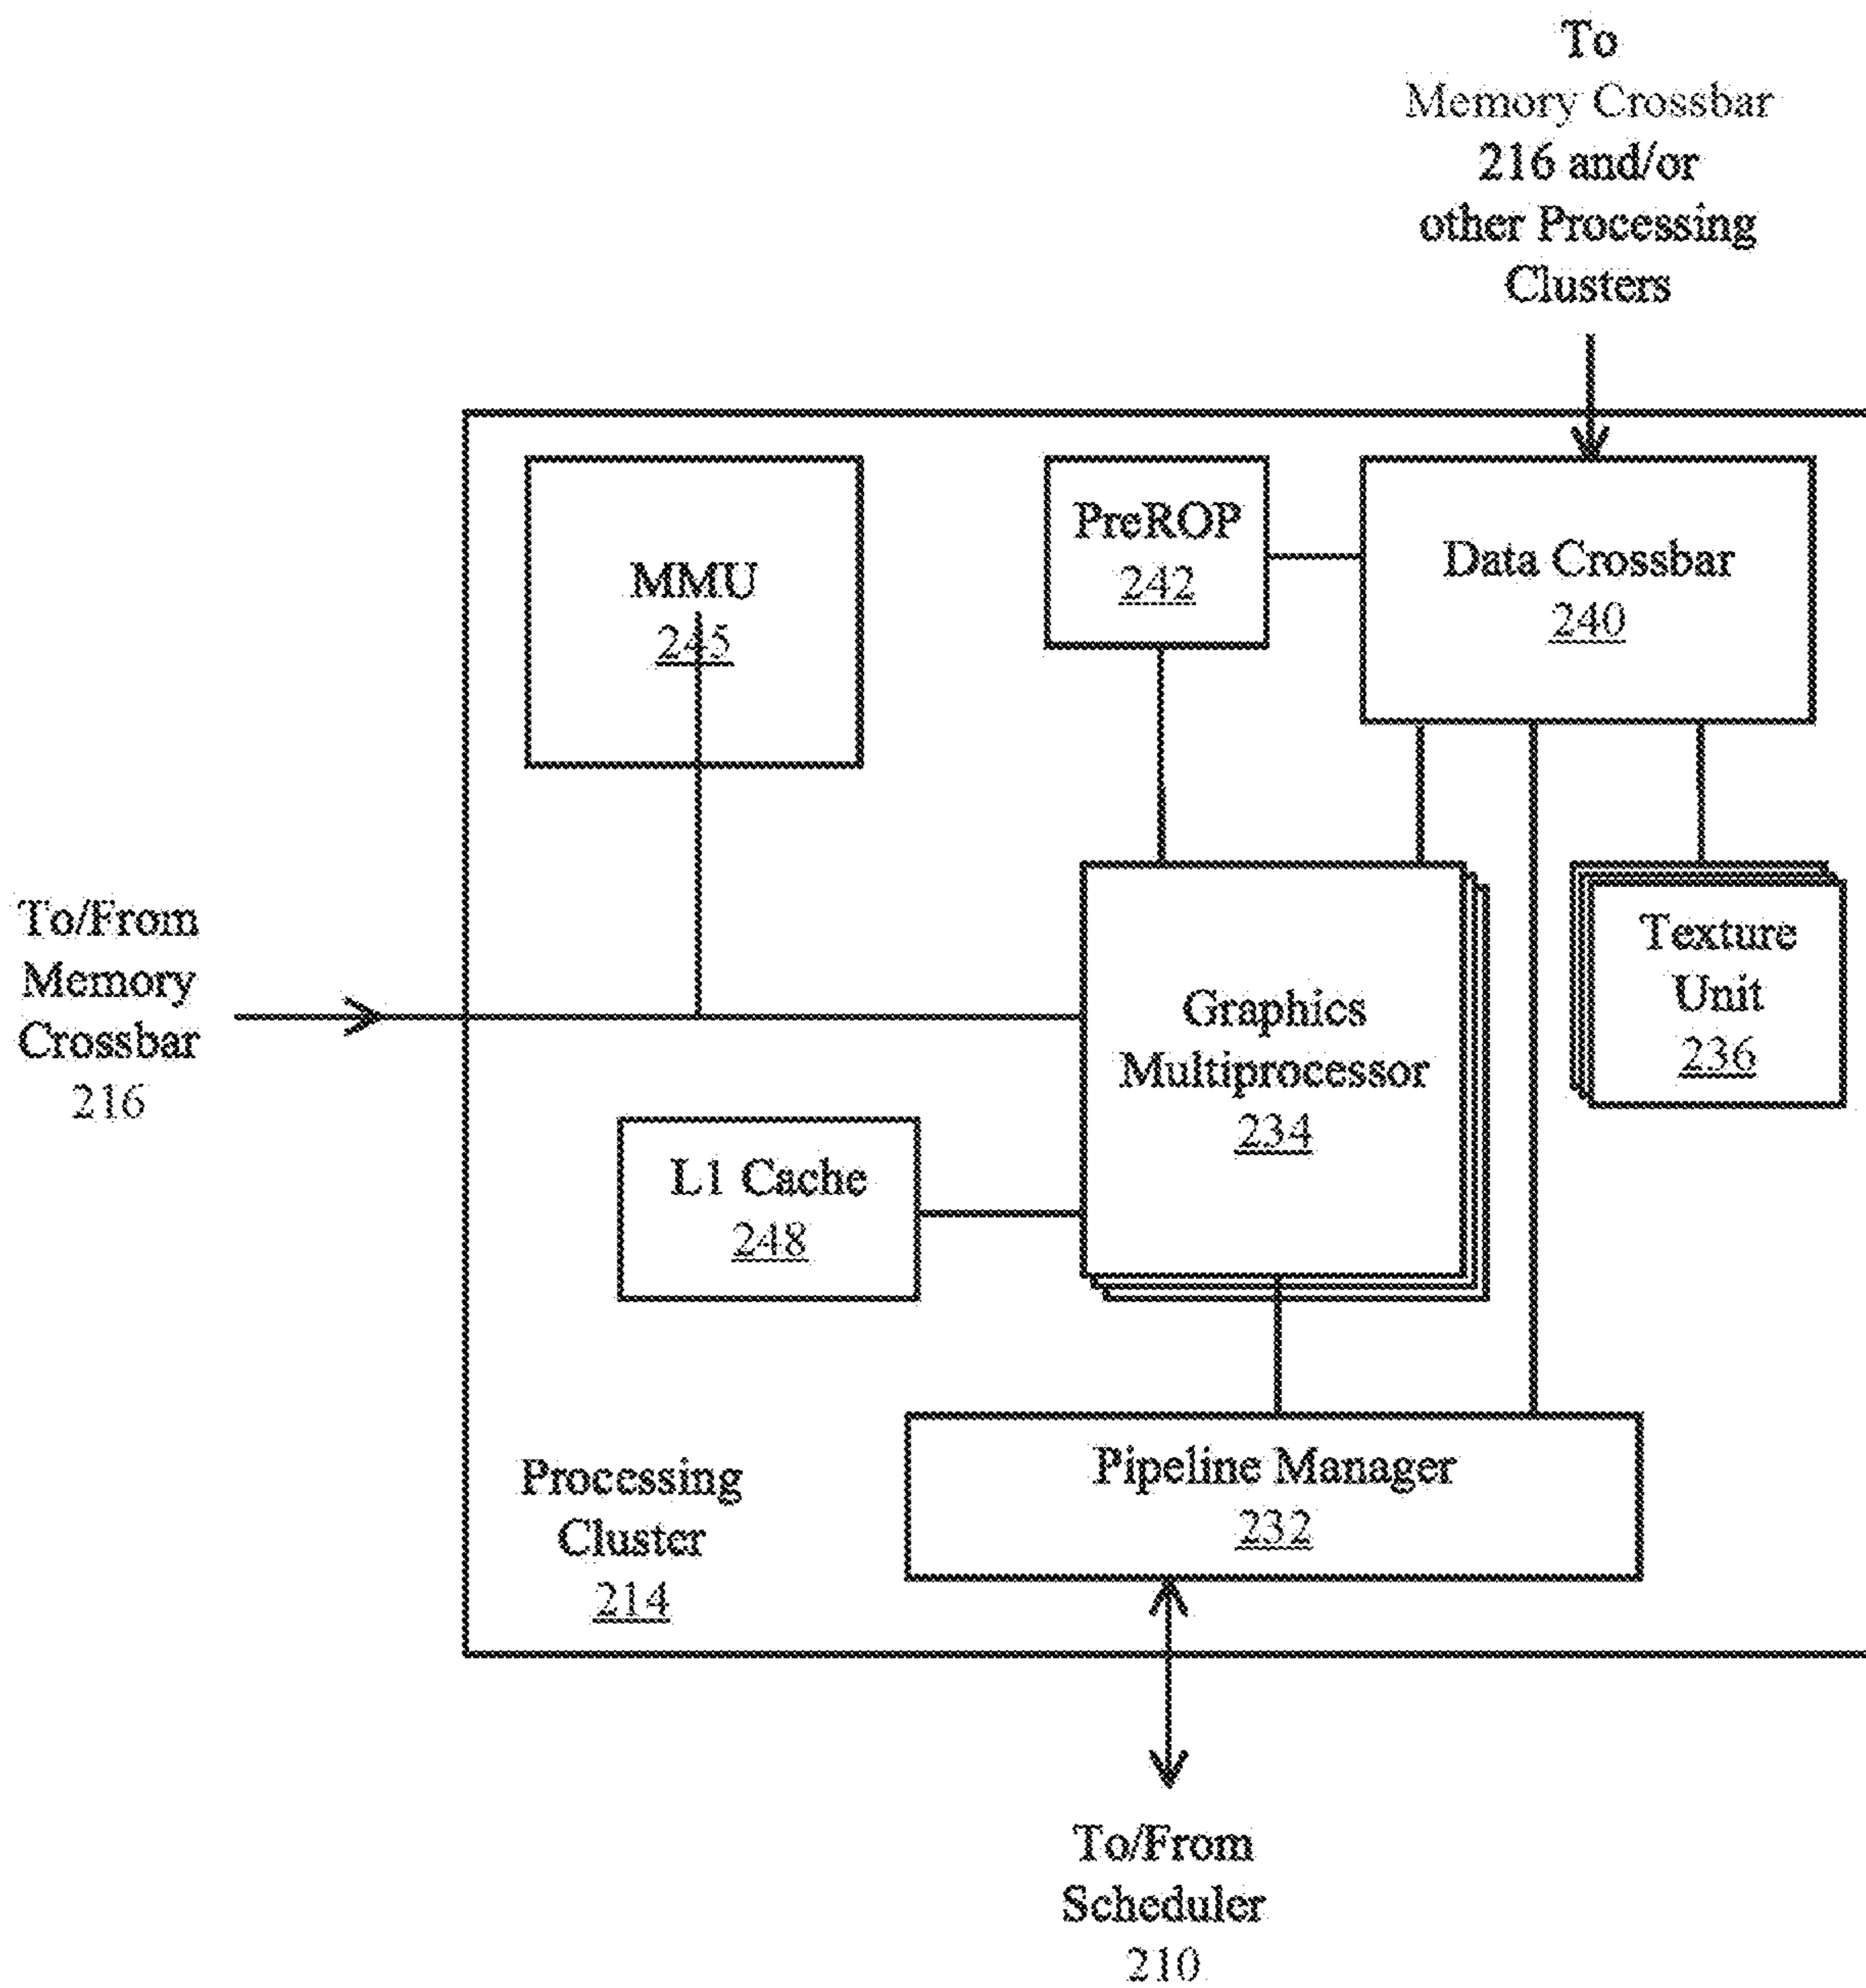 To
Memory Crossbar
216 and/or
other Processing
Clusters
MMU
245
PreROP
242
Data Crossbar
240
To/From
Memory
Crossbar
216
Graphics
Multiprocessor
234
Texture
Unit
236
L1 Cache
248
Pipeline Manager
232
Processing
Cluster
214
To/From
Scheduler
210